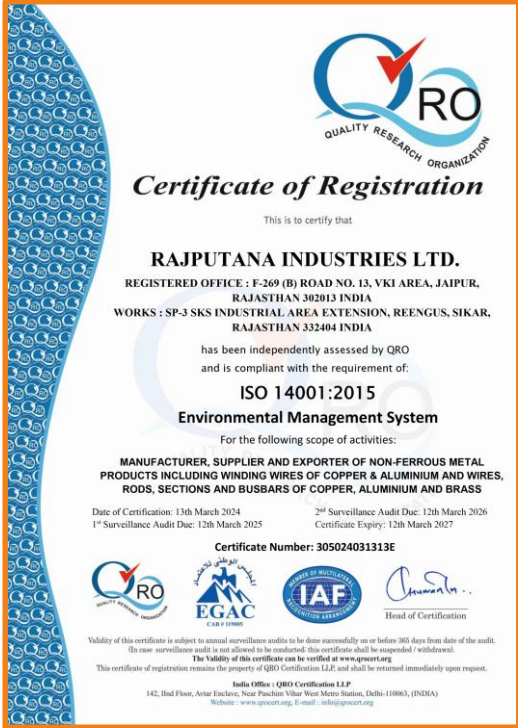 QRO
QUALITY RESEARCH ORGANIZATION
Certificate of Registration
This is to certify that
RAJPUTANA INDUSTRIES LTD.
REGISTERED OFFICE : F-269 (B) ROAD NO. 13, VKI AREA, JAIPUR,
RAJASTHAN 302013 INDIA
WORKS : SP-3 SKS INDUSTRIAL AREA EXTENSION, REENGUS, SIKAR,
RAJASTHAN 332404 INDIA
has been independently assessed by QRO
and is compliant with the requirement of:
ISO 14001:2015
Environmental Management System
For the following scope of activities:
MANUFACTURER, SUPPLIER AND EXPORTER OF NON-FERROUS METAL
PRODUCTS INCLUDING WINDING WIRES OF COPPER & ALUMINIUM AND WIRES,
RODS, SECTIONS AND BUSBARS OF COPPER, ALUMINIUM AND BRASS
Date of Certification: 13th March 2024 2nd Surveillance Audit Due: 12th March 2026
1st Surveillance Audit Due: 12th March 2025 Certificate Expiry: 12th March 2027
Certificate Number: 305024031313E
QRO
QUALITY RESEARCH ORGANIZATION
المجلس الوطني للاعتماد
EGAC
CAB # 119005
MEMBER OF MULTILATERAL
IAF
RECOGNITION ARRANGEMENT
Head of Certification
Validity of this certificate is subject to annual surveillance audits to be done successfully on or before 365 days from date of the audit.
(In case surveillance audit is not allowed to be conducted; this certificate shall be suspended / withdrawn).
The Validity of this certificate can be verified at www.qrocert.org
This certificate of registration remains the property of QRO Certification LLP, and shall be returned immediately upon request.
India Office : QRO Certification LLP
142, IInd Floor, Avtar Enclave, Near Paschim Vihar West Metro Station, Delhi-110063, (INDIA)
Website : www.qrocert.org, E-mail : info@qrocert.org